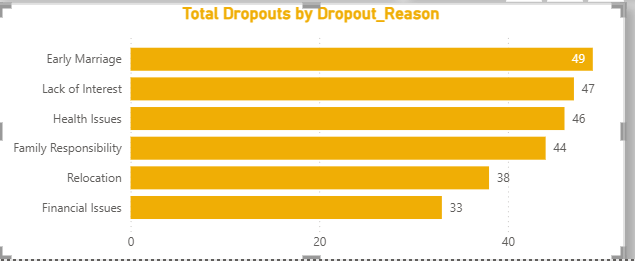 Total Dropouts by Dropout_Reason
Early Marriage 49
Lack of Interest 47
Health Issues 46
Family Responsibility 44
Relocation 38
Financial Issues 33
0 20 40